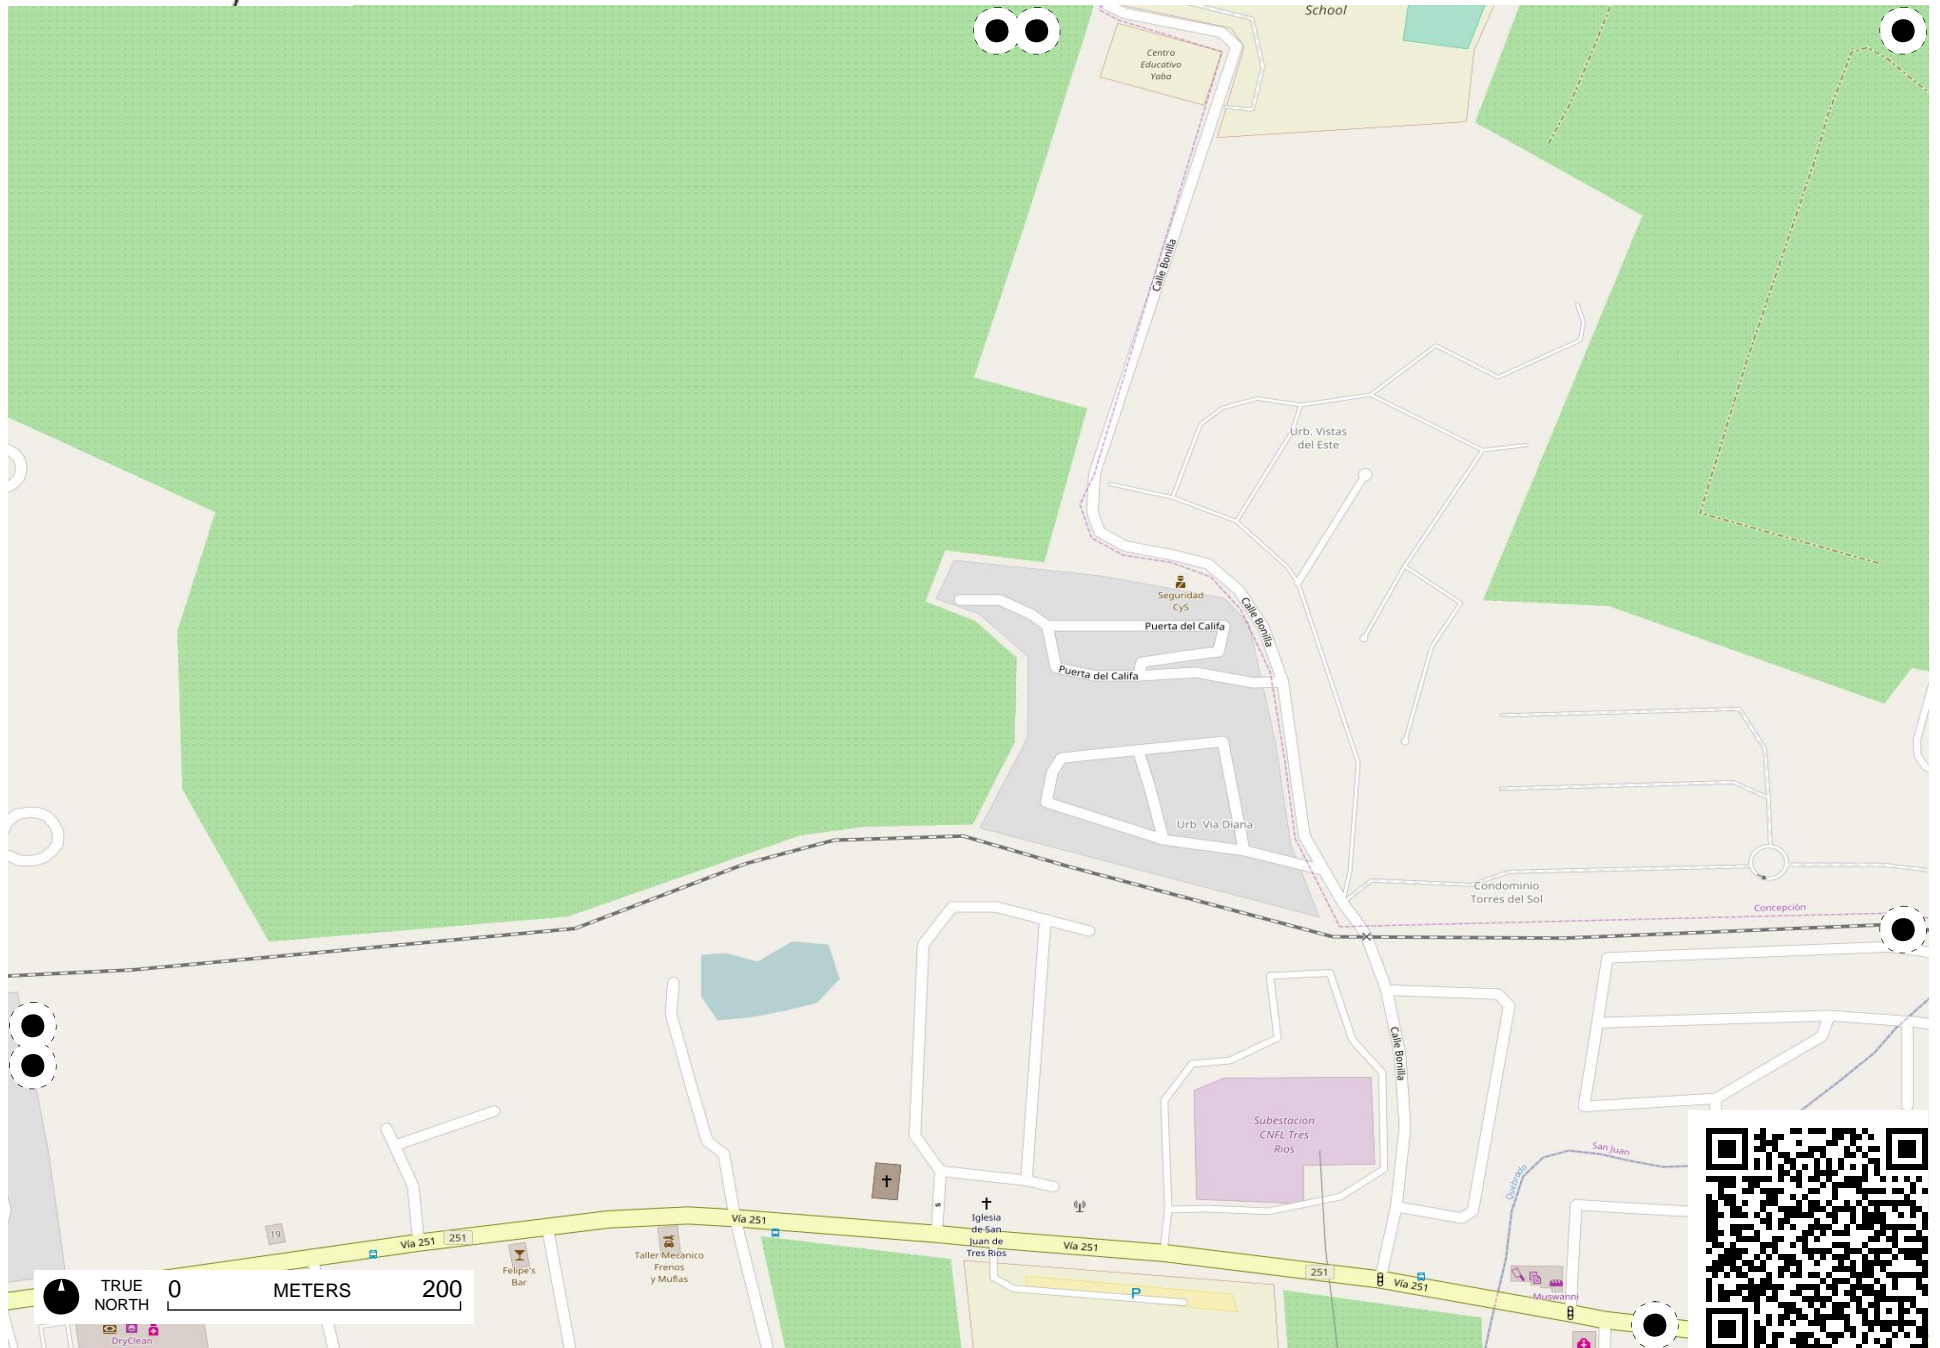 School
Centro
Educativo
Yaba
Calle Bonilla
Urb. Vistas
del Este
Seguridad
CyS
Calle Bonilla
Puerta del Califa
Puerta del Califa
Urb. Via Diana
Condominio
Torres del Sol
Concepción
Calle Bonilla
Subestacion
CNFL Tres
Rios
San Juan
Quebrada
Iglesia
de San
Juan de
Tres Rios
Vía 251
Vía 251
251
19
Felipe's
Bar
Taller Mecanico
Frenos
y Muflas
Vía 251
251
Vía 251
P
Muswanni
TRUE
NORTH
0 METERS 200
DryClean